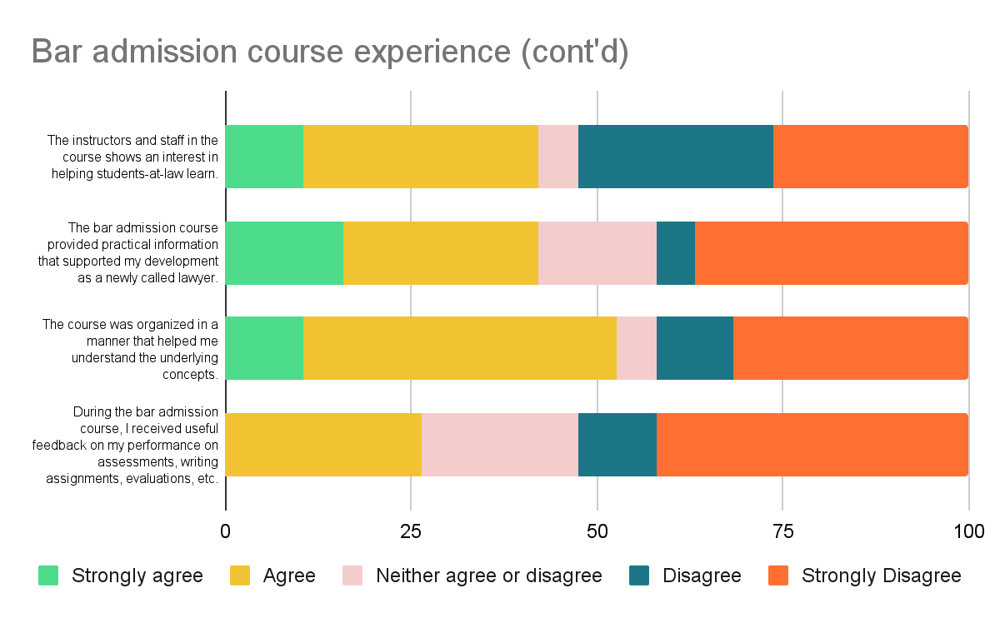 Bar admission course experience (cont'd)
The instructors and staff in the
course shows an interest in
helping students-at-law learn.
The bar admission course
provided practical information
that supported my development
as a newly called lawyer.
The course was organized in a
manner that helped me
understand the underlying
concepts.
During the bar admission
course, I received useful
feedback on my performance on
assessments, writing
assignments, evaluations, etc.
0 25 50 75 100
Strongly agree Agree Neither agree or disagree Disagree Strongly Disagree